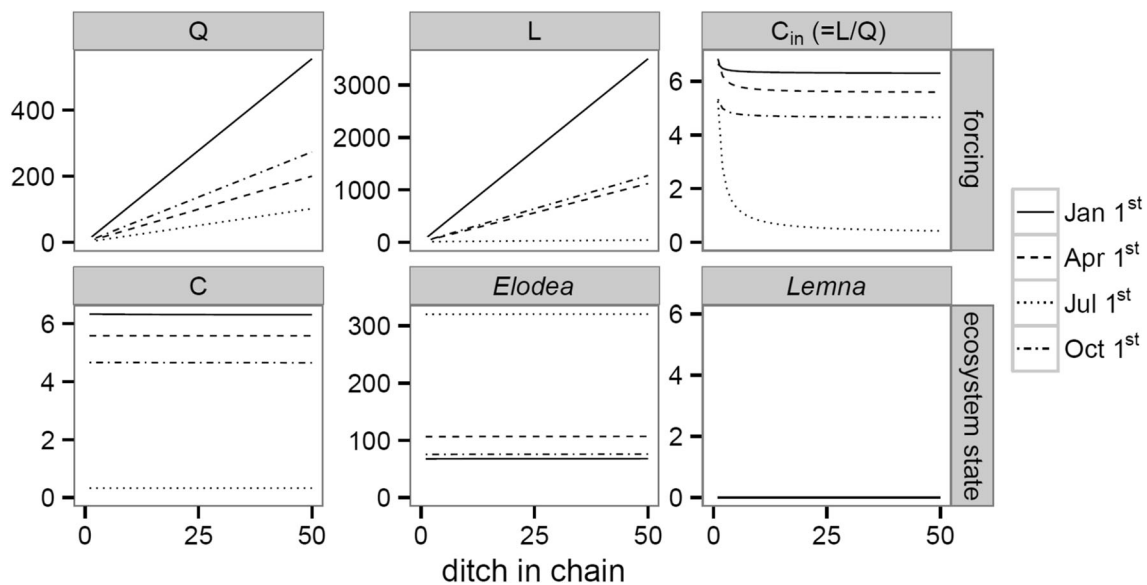 Q
L
C_in (=L/Q)
400
200
0
3000
2000
1000
0
6
4
2
0
forcing
C
Elodea
Lemna
6
4
2
0
300
200
100
0
6
4
2
0
ecosystem state
0 25 50
0 25 50
0 25 50
ditch in chain
Jan 1st
Apr 1st
Jul 1st
Oct 1st